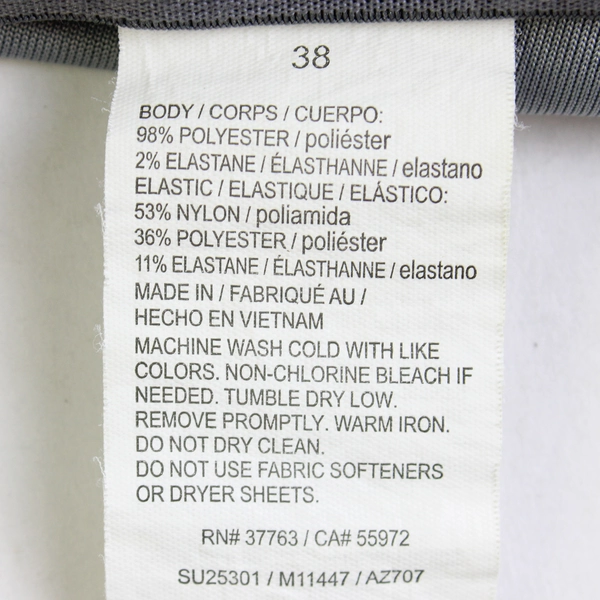 38
BODY / CORPS / CUERPO:
98% POLYESTER / poliéster
2% ELASTANE / ÉLASTHANNE / elastano
ELASTIC / ELASTIQUE / ELÁSTICO:
53% NYLON / poliamida
36% POLYESTER / poliéster
11% ELASTANE / ÉLASTHANNE / elastano
MADE IN / FABRIQUÉ AU /
HECHO EN VIETNAM
MACHINE WASH COLD WITH LIKE
COLORS. NON-CHLORINE BLEACH IF
NEEDED. TUMBLE DRY LOW.
REMOVE PROMPTLY. WARM IRON.
DO NOT DRY CLEAN.
DO NOT USE FABRIC SOFTENERS
OR DRYER SHEETS.
RN# 37763 / CA# 55972
SU25301 / M11447 / AZ707